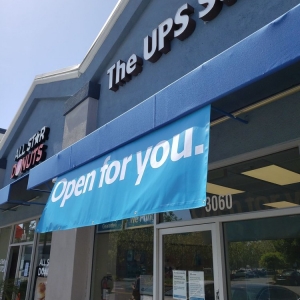 ALL STAR
DONUTS
The UPS S
Open for you.
3060